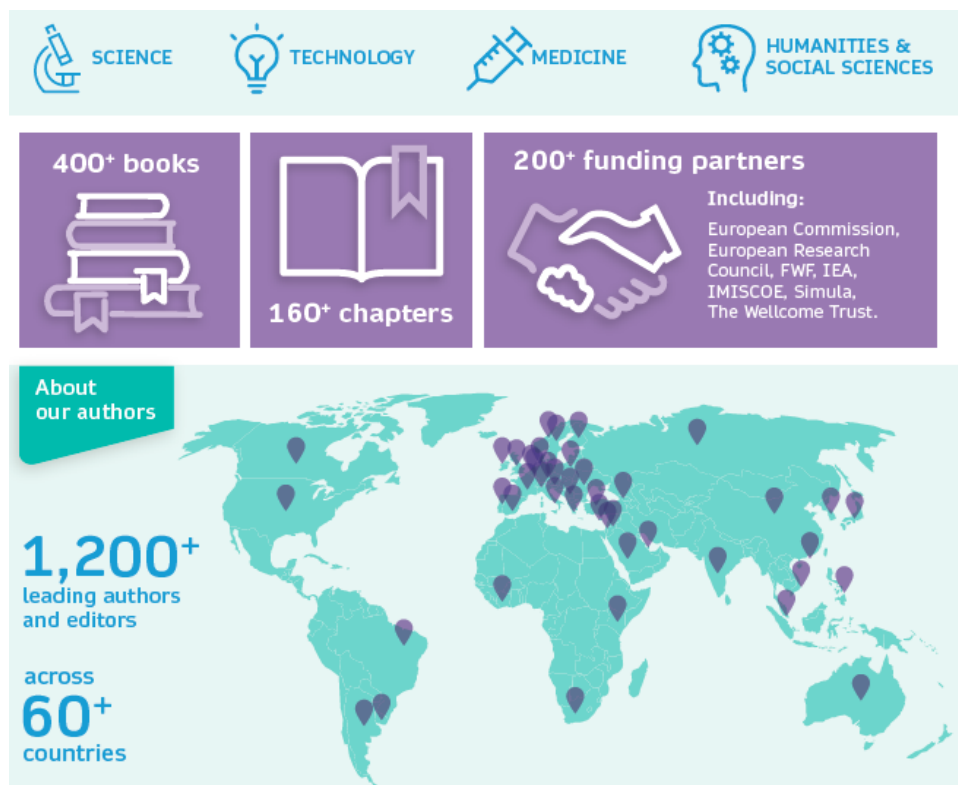 SCIENCE
TECHNOLOGY
MEDICINE
HUMANITIES &
SOCIAL SCIENCES
400+ books
160+ chapters
200+ funding partners
Including:
European Commission,
European Research
Council, FWF, IEA,
IMISCOE, Simula,
The Wellcome Trust.
About
our authors
1,200+
leading authors
and editors
across
60+
countries